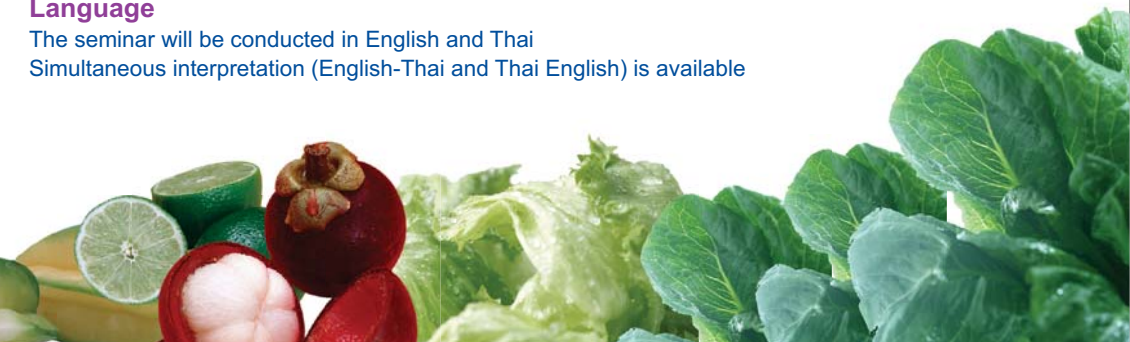 Language
The seminar will be conducted in English and Thai
Simultaneous interpretation (English-Thai and Thai English) is available